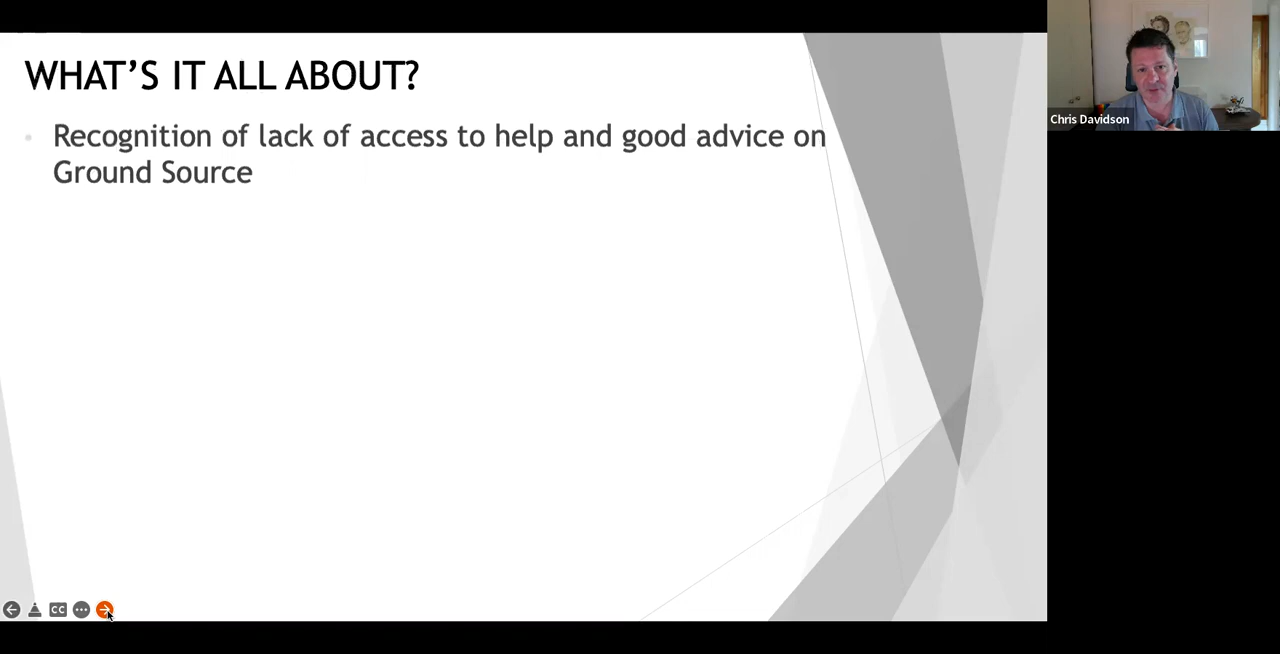 WHAT'S IT ALL ABOUT?
Recognition of lack of access to help and good advice on
Ground Source
Chris Davidson
CC